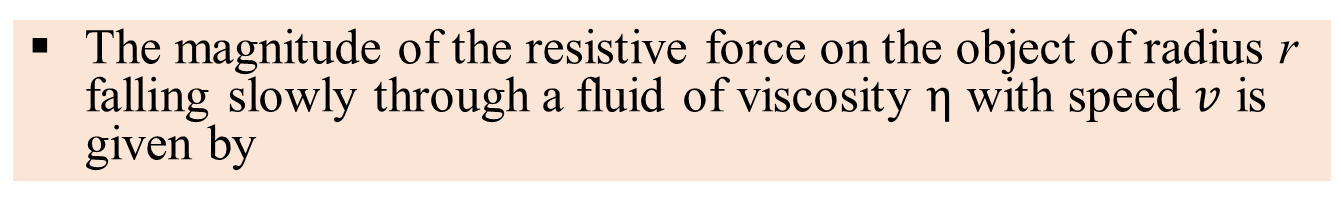 ▪ The magnitude of the resistive force on the object of radius r
falling slowly through a fluid of viscosity η with speed v is
given by